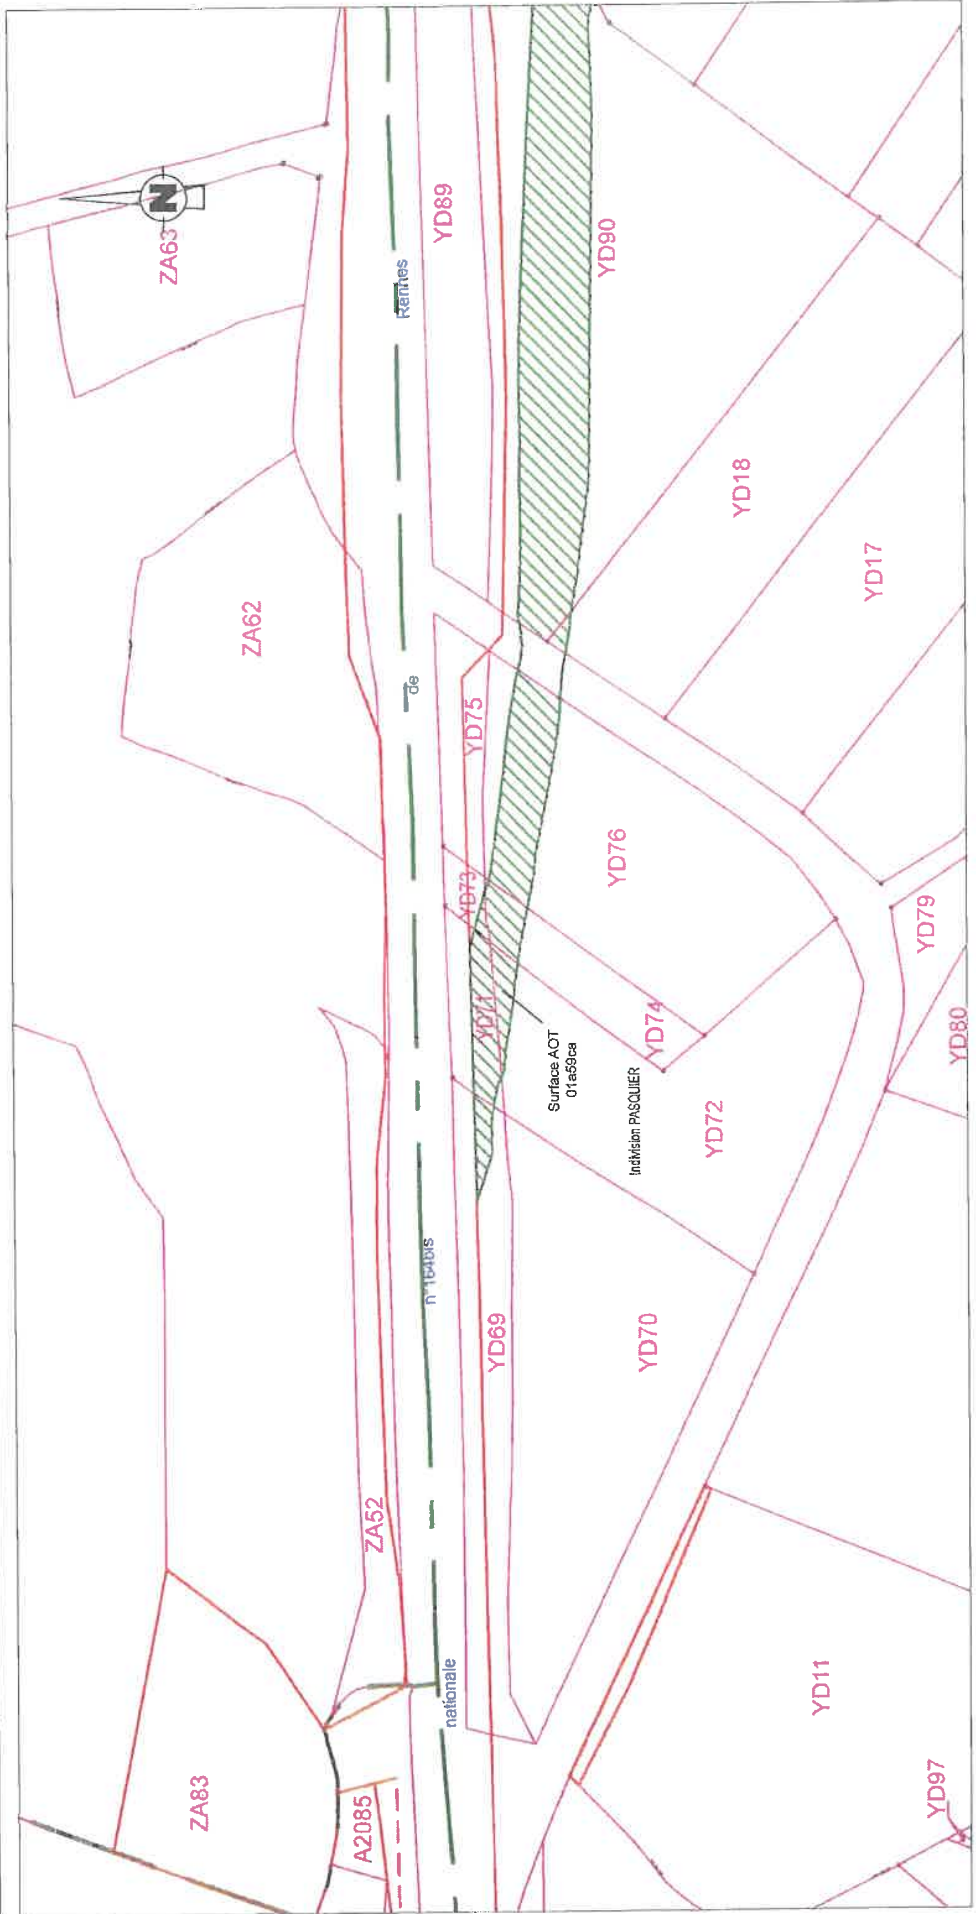 N
ZA63
ZA62
ZA52
ZA83
A2085
nationale
n°164bis
de
Rennes
YD89
YD90
YD75
YD73
YD71
YD69
Surface AOT
01a59ca
Indivision PASQUIER
YD76
YD74
YD72
YD70
YD18
YD17
YD79
YD80
YD11
YD97